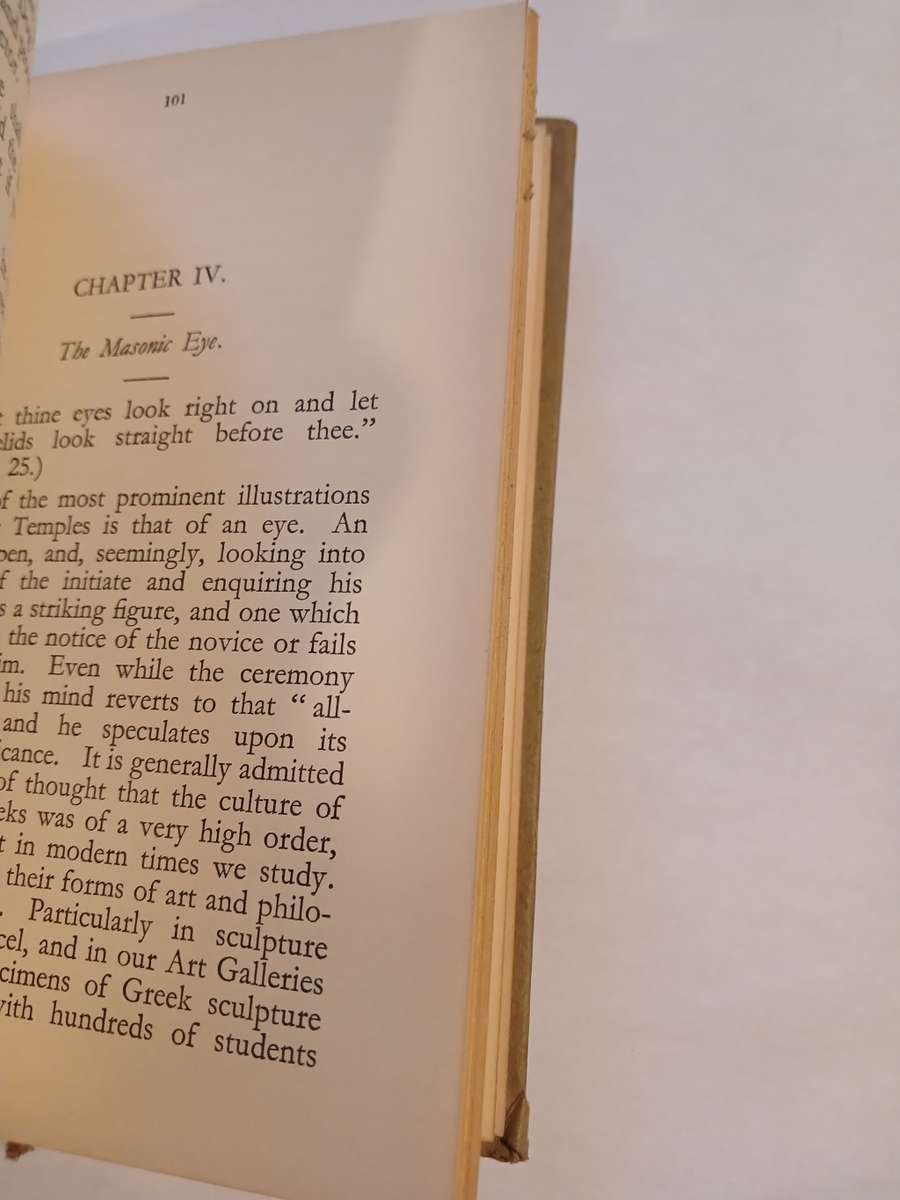 101
CHAPTER IV.
The Masonic Eye.
thine eyes look right on and let
lids look straight before thee."
25.)
of the most prominent illustrations
Temples is that of an eye. An
pen, and, seemingly, looking into
of the initiate and enquiring his
s a striking figure, and one which
the notice of the novice or fails
im. Even while the ceremony
his mind reverts to that "all-
and he speculates upon its
icance. It is generally admitted
of thought that the culture of
eks was of a very high order,
t in modern times we study.
their forms of art and philo-
. Particularly in sculpture
cel, and in our Art Galleries
cimens of Greek sculpture
with hundreds of students